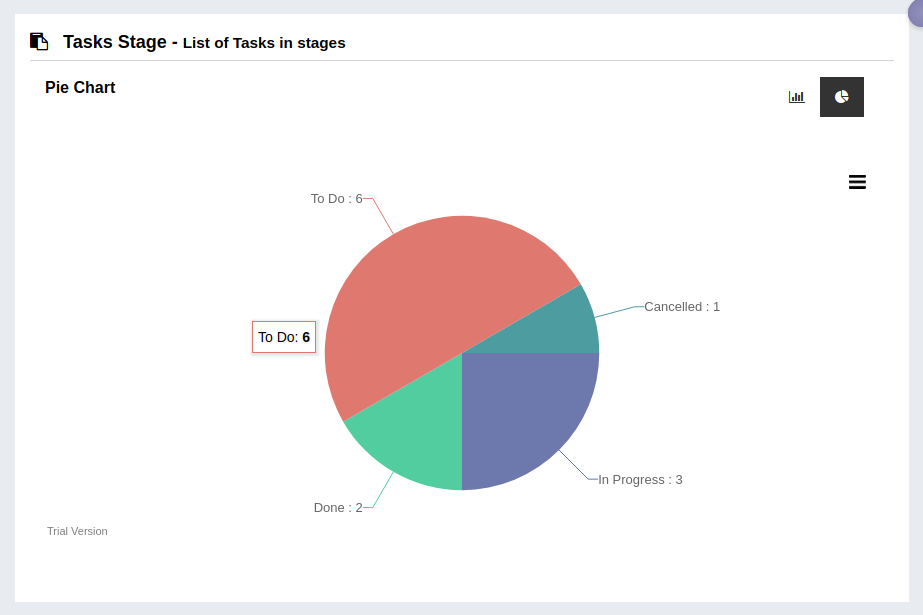 Tasks Stage - List of Tasks in stages
Pie Chart
To Do : 6
Cancelled : 1
To Do: 6
In Progress : 3
Done : 2
Trial Version